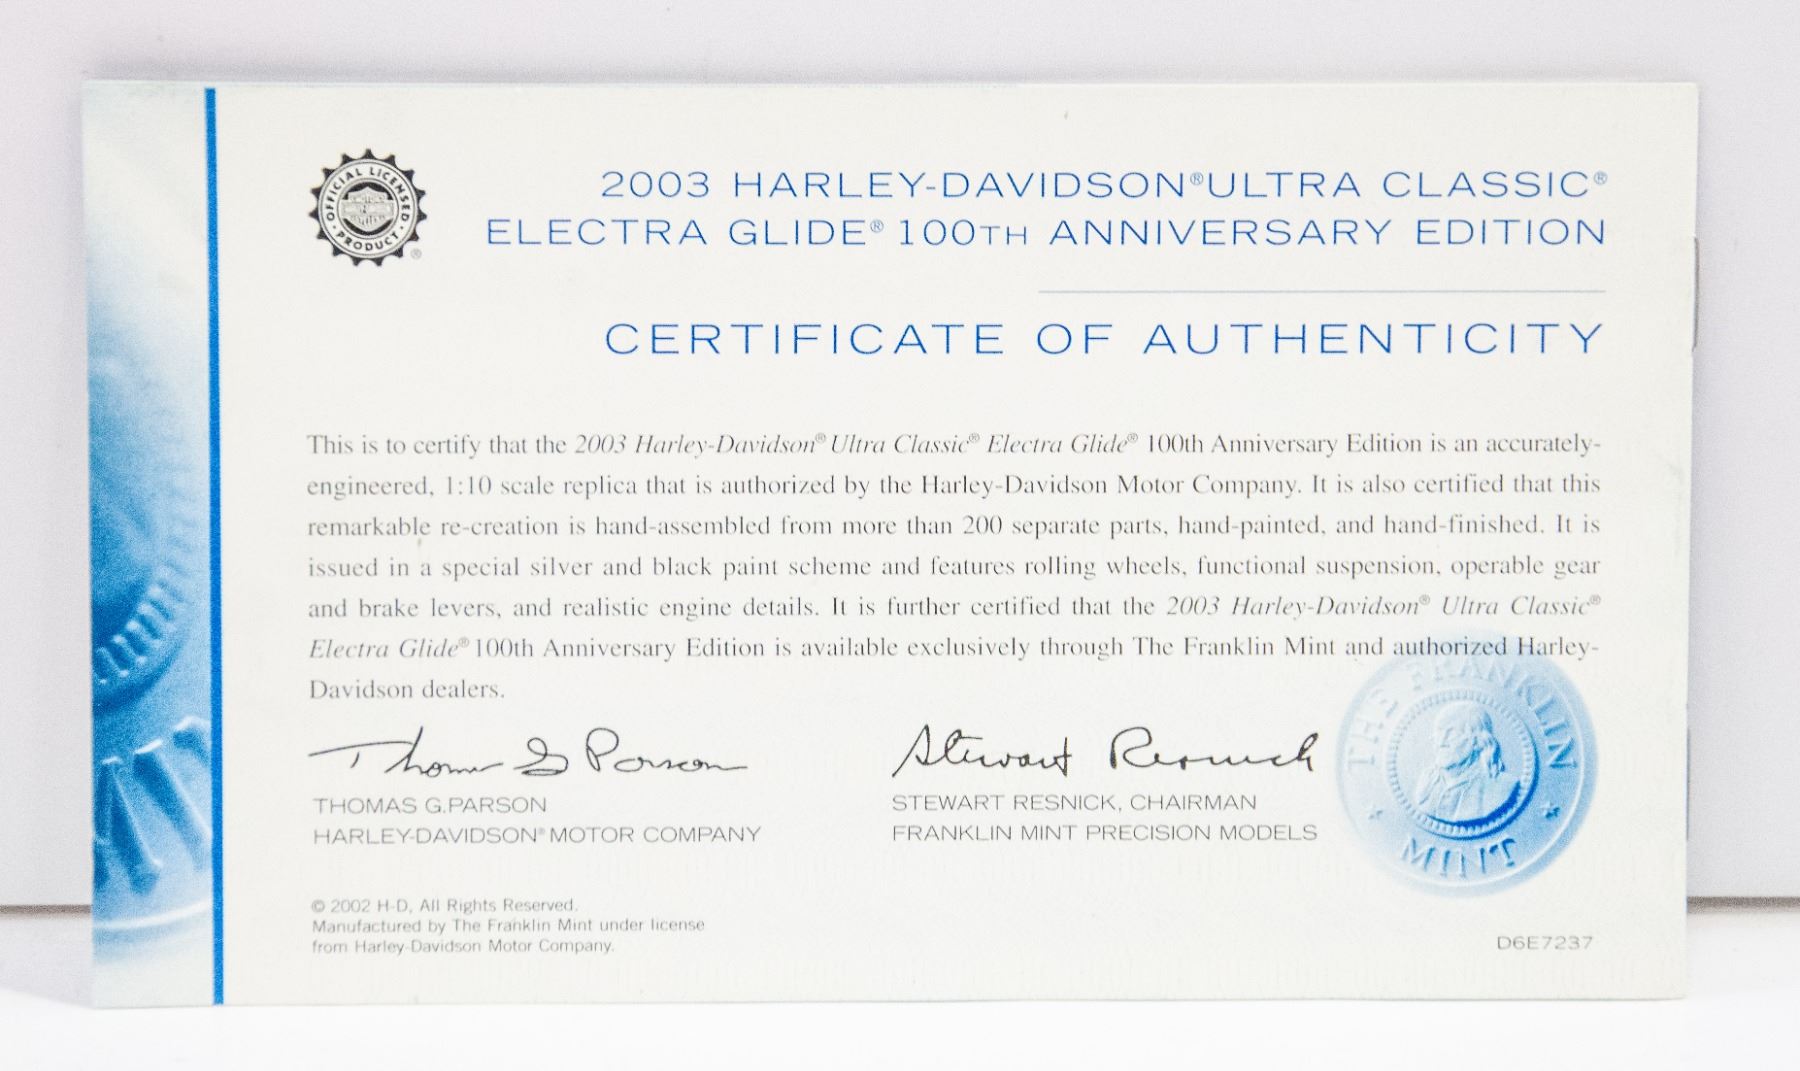 OFFICIAL LICENSED
PRODUCT
®
2003 HARLEY-DAVIDSON® ULTRA CLASSIC®
ELECTRA GLIDE® 100TH ANNIVERSARY EDITION
CERTIFICATE OF AUTHENTICITY
This is to certify that the 2003 Harley-Davidson® Ultra Classic® Electra Glide® 100th Anniversary Edition is an accurately-
engineered, 1:10 scale replica that is authorized by the Harley-Davidson Motor Company. It is also certified that this
remarkable re-creation is hand-assembled from more than 200 separate parts, hand-painted, and hand-finished. It is
issued in a special silver and black paint scheme and features rolling wheels, functional suspension, operable gear
and brake levers, and realistic engine details. It is further certified that the 2003 Harley-Davidson® Ultra Classic®
Electra Glide® 100th Anniversary Edition is available exclusively through The Franklin Mint and authorized Harley-
Davidson dealers.
Thomas G Parson
Stewart Resnick
THOMAS G.PARSON
HARLEY-DAVIDSON® MOTOR COMPANY
STEWART RESNICK, CHAIRMAN
FRANKLIN MINT PRECISION MODELS
THE FRANKLIN
MINT
© 2002 H-D, All Rights Reserved.
Manufactured by The Franklin Mint under license
from Harley-Davidson Motor Company.
D6E7237